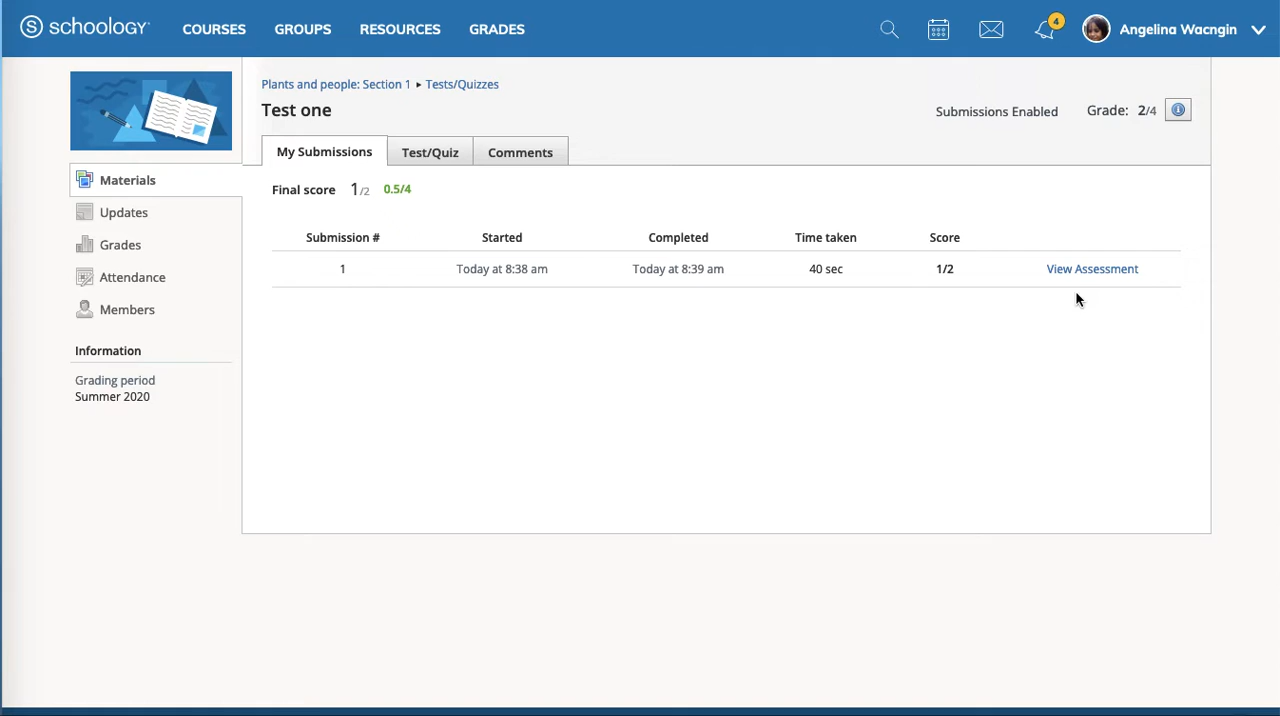 schoology
COURSES GROUPS RESOURCES GRADES 4 Angelina Wacngin
Plants and people: Section 1 ▸ Tests/Quizzes
Test one
Submissions Enabled Grade: 2/4
My Submissions Test/Quiz Comments
Final score 1/2 0.5/4
Submission # Started Completed Time taken Score
1 Today at 8:38 am Today at 8:39 am 40 sec 1/2 View Assessment
Materials
Updates
Grades
Attendance
Members
Information
Grading period
Summer 2020